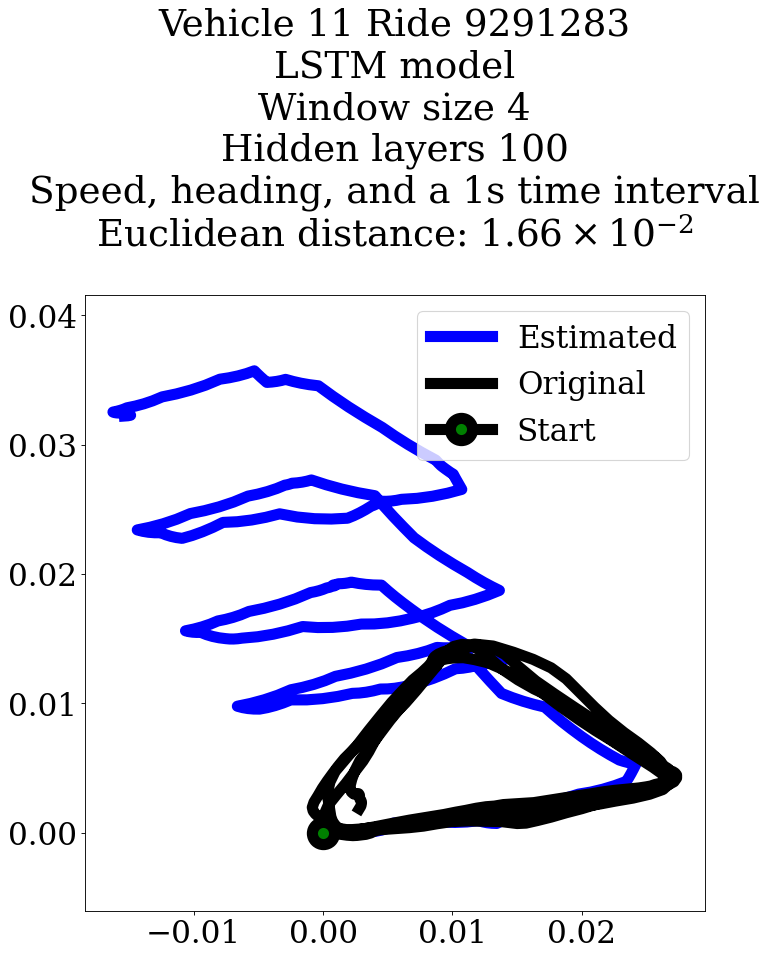 Vehicle 11 Ride 9291283
LSTM model
Window size 4
Hidden layers 100
Speed, heading, and a 1s time interval
Euclidean distance: 1.66 × 10⁻²
0.04
0.03
0.02
0.01
0.00
Estimated
Original
Start
−0.01 0.00 0.01 0.02